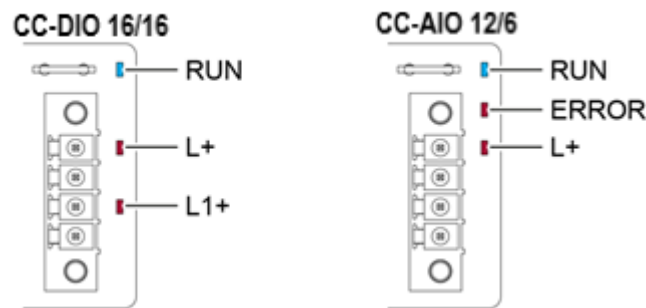 CC-DIO 16/16
RUN
L+
L1+
CC-AIO 12/6
RUN
ERROR
L+